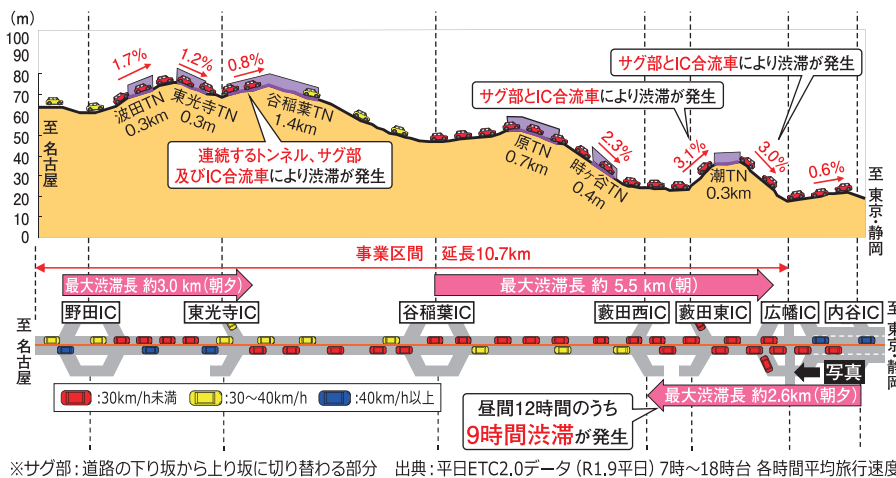 (m)
100
90
80
70
60
50
40
30
20
10
0
至 名古屋
1.7%
波田TN
0.3km
1.2%
東光寺TN
0.3m
0.8%
谷稲葉TN
1.4km
連続するトンネル、サグ部
及びIC合流車により渋滞が発生
原TN
0.7km
2.3%
時ヶ谷TN
0.4m
サグ部とIC合流車により渋滞が発生
3.1%
潮TN
0.3km
サグ部とIC合流車により
渋滞が発生
3.0%
0.6%
至 東京・静岡
事業区間 延長10.7km
最大渋滞長 約3.0 km(朝夕)
最大渋滞長 約 5.5 km(朝)
野田IC
東光寺IC
谷稲葉IC
藪田西IC
藪田東IC
広幡IC
内谷IC
至 名古屋
至 東京・静岡
:30km/h未満
:30〜40km/h
:40km/h以上
写真
最大渋滞長 約2.6km(朝夕)
昼間12時間のうち
9時間渋滞が発生
※サグ部:道路の下り坂から上り坂に切り替わる部分 出典:平日ETC2.0データ(R1.9平日)7時〜18時台 各時間平均旅行速度